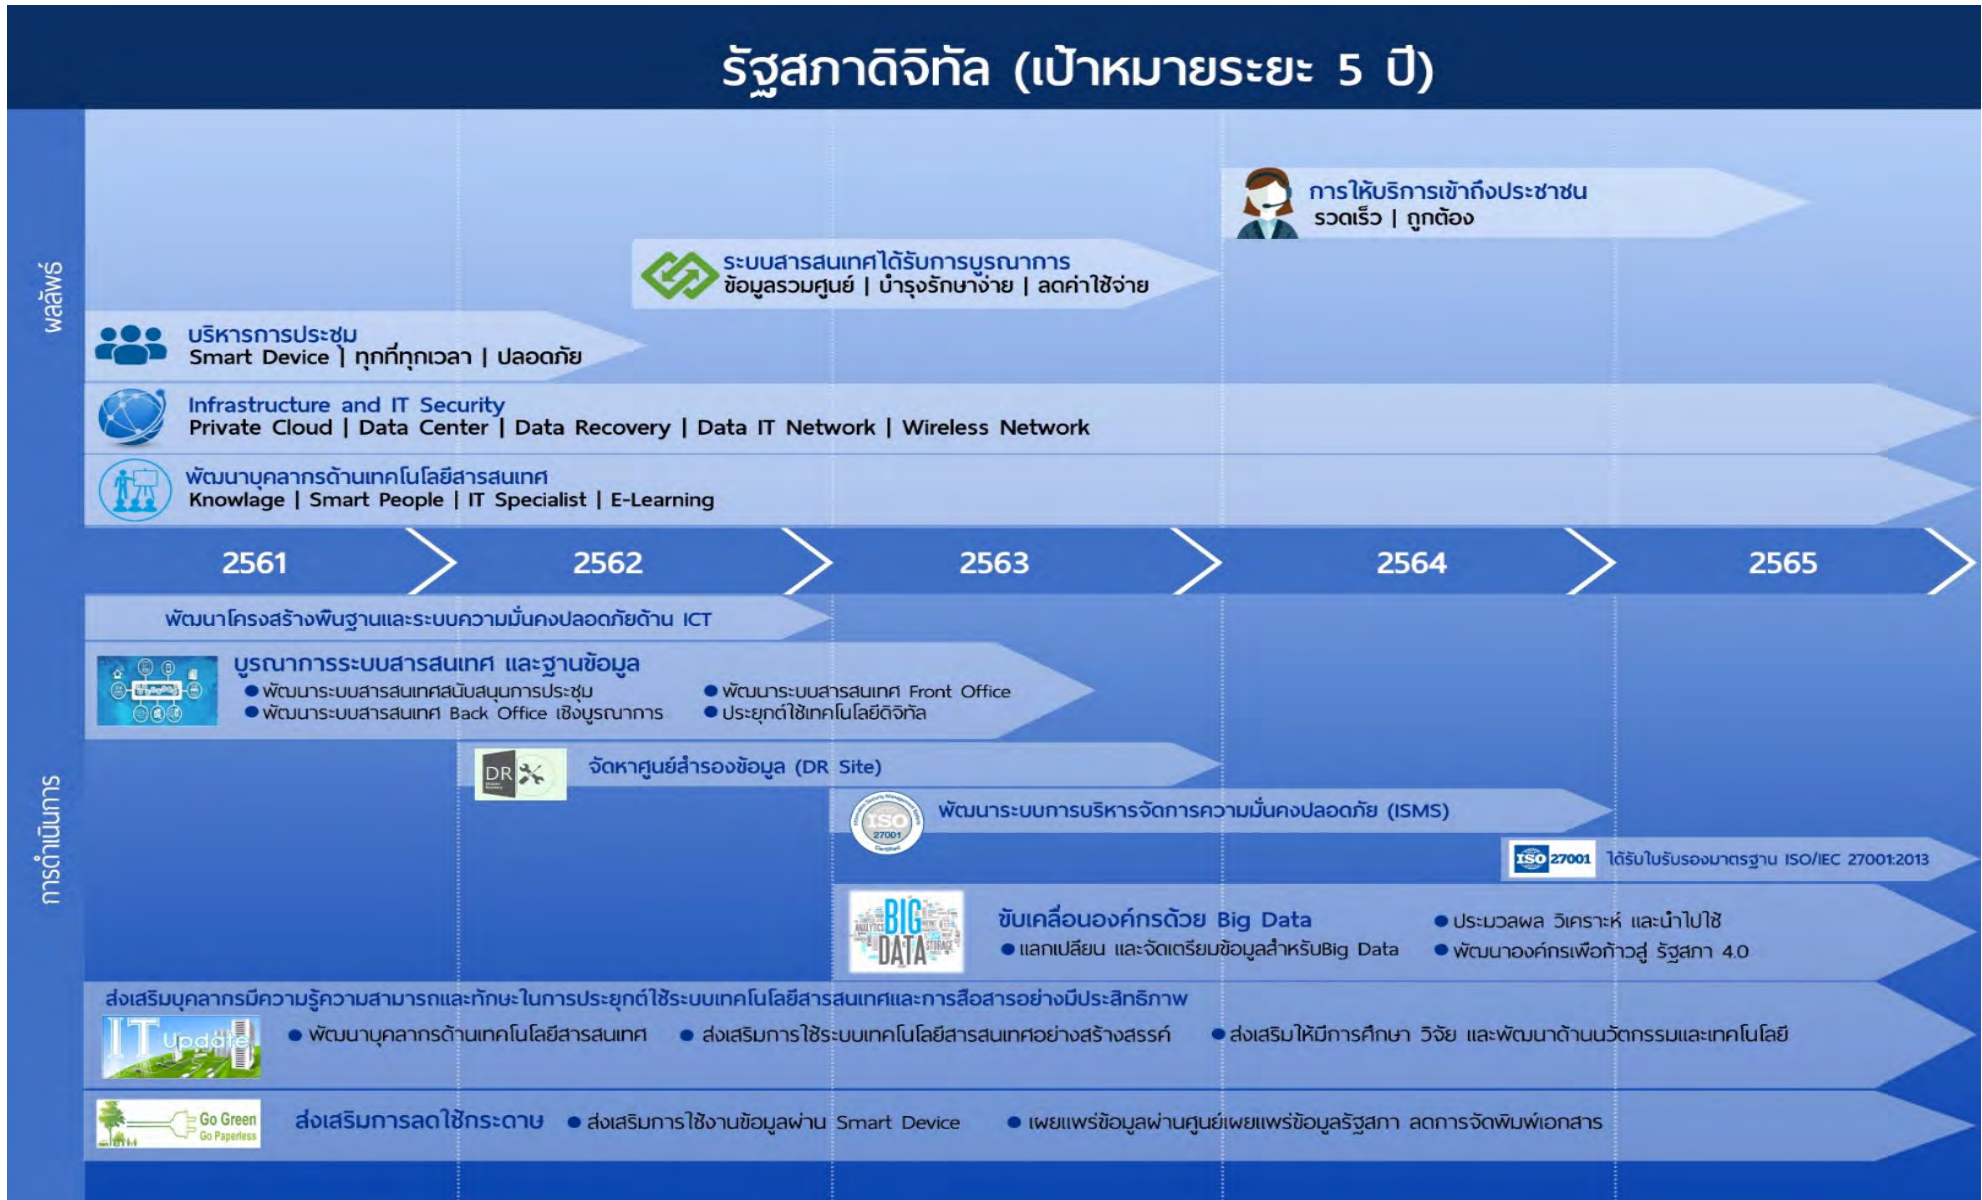 รัฐสภาดิจิทัล (เป้าหมายระยะ 5 ปี)
ผลลัพธ์
การให้บริการเข้าถึงประชาชน
รวดเร็ว | ถูกต้อง
ระบบสารสนเทศได้รับการบูรณาการ
ข้อมูลรวมศูนย์ | บำรุงรักษาง่าย | ลดค่าใช้จ่าย
บริหารการประชุม
Smart Device | ทุกที่ทุกเวลา | ปลอดภัย
Infrastructure and IT Security
Private Cloud | Data Center | Data Recovery | Data IT Network | Wireless Network
พัฒนาบุคลากรด้านเทคโนโลยีสารสนเทศ
Knowlage | Smart People | IT Specialist | E-Learning
2561 2562 2563 2564 2565
การดำเนินการ
พัฒนาโครงสร้างพื้นฐานและระบบความมั่นคงปลอดภัยด้าน ICT
บูรณาการระบบสารสนเทศ และฐานข้อมูล
● พัฒนาระบบสารสนเทศสนับสนุนการประชุม ● พัฒนาระบบสารสนเทศ Front Office
● พัฒนาระบบสารสนเทศ Back Office เชิงบูรณาการ ● ประยุกต์ใช้เทคโนโลยีดิจิทัล
DR
จัดหาศูนย์สำรองข้อมูล (DR Site)
ISO
27001
Certified
พัฒนาระบบการบริหารจัดการความมั่นคงปลอดภัย (ISMS)
ISO 27001 ได้รับใบรับรองมาตรฐาน ISO/IEC 27001:2013
BIG
DATA
ANALYTICS
STORAGE
ขับเคลื่อนองค์กรด้วย Big Data ● ประมวลผล วิเคราะห์ และนำไปใช้
● แลกเปลี่ยน และจัดเตรียมข้อมูลสำหรับBig Data ● พัฒนาองค์กรเพื่อก้าวสู่ รัฐสภา 4.0
ส่งเสริมบุคลากรมีความรู้ความสามารถและทักษะในการประยุกต์ใช้ระบบเทคโนโลยีสารสนเทศและการสื่อสารอย่างมีประสิทธิภาพ
IT Update
● พัฒนาบุคลากรด้านเทคโนโลยีสารสนเทศ ● ส่งเสริมการใช้ระบบเทคโนโลยีสารสนเทศอย่างสร้างสรรค์ ● ส่งเสริมให้มีการศึกษา วิจัย และพัฒนาด้านนวัตกรรมและเทคโนโลยี
Go Green
Go Paperless
ส่งเสริมการลดใช้กระดาษ ● ส่งเสริมการใช้งานข้อมูลผ่าน Smart Device ● เผยแพร่ข้อมูลผ่านศูนย์เผยแพร่ข้อมูลรัฐสภา ลดการจัดพิมพ์เอกสาร